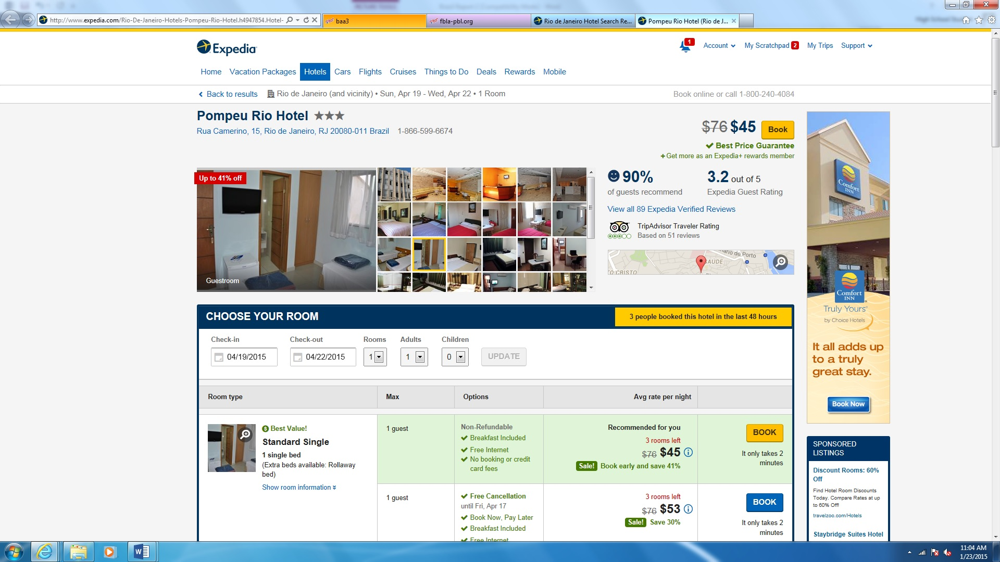 http://www.expedia.com/Rio-De-Janeiro-Hotels-Pompeu-Rio-Hotel.h4947854.Hotel-
baa3
fbla-pbl.org
Rio de Janeiro Hotel Search Re...
Pompeu Rio Hotel (Rio de J...
Expedia
1
Account
My Scratchpad 2
My Trips
Support
Home
Vacation Packages
Hotels
Cars
Flights
Cruises
Things to Do
Deals
Rewards
Mobile
Back to results
Rio de Janeiro (and vicinity) • Sun, Apr 19 - Wed, Apr 22 • 1 Room
Book online or call 1-800-240-4084
Pompeu Rio Hotel
Rua Camerino, 15, Rio de Janeiro, RJ 20080-011 Brazil 1-866-599-6674
$76 $45 Book
Best Price Guarantee
+Get more as an Expedia+ rewards member
Up to 41% off
Guestroom
90%
of guests recommend
3.2 out of 5
Expedia Guest Rating
View all 89 Expedia Verified Reviews
TripAdvisor Traveler Rating
Based on 51 reviews
ário do Porto
SAÚDE
O CRISTO
CHOOSE YOUR ROOM
3 people booked this hotel in the last 48 hours
Check-in
Check-out
Rooms
Adults
Children
04/19/2015
04/22/2015
1
1
0
UPDATE
Room type
Max
Options
Avg rate per night
Best Value!
Standard Single
1 single bed
(Extra beds available: Rollaway
bed)
Show room information
1 guest
Non-Refundable
Breakfast Included
Free Internet
No booking or credit
card fees
Recommended for you
3 rooms left
$76 $45
Sale! Book early and save 41%
BOOK
It only takes 2
minutes
1 guest
Free Cancellation
until Fri, Apr 17
Book Now, Pay Later
Breakfast Included
Free Internet
3 rooms left
$76 $53
Sale! Save 30%
BOOK
It only takes 2
minutes
Comfort
INN
Comfort
INN
Truly Yours
by Choice Hotels
It all adds up
to a truly
great stay.
Book Now
SPONSORED
LISTINGS
Discount Rooms: 60%
Off
Find Hotel Room Discounts
Today. Compare Rates at up
to 60% Off!
travelzoo.com/Hotels
Staybridge Suites Hotel
11:04 AM
1/23/2015